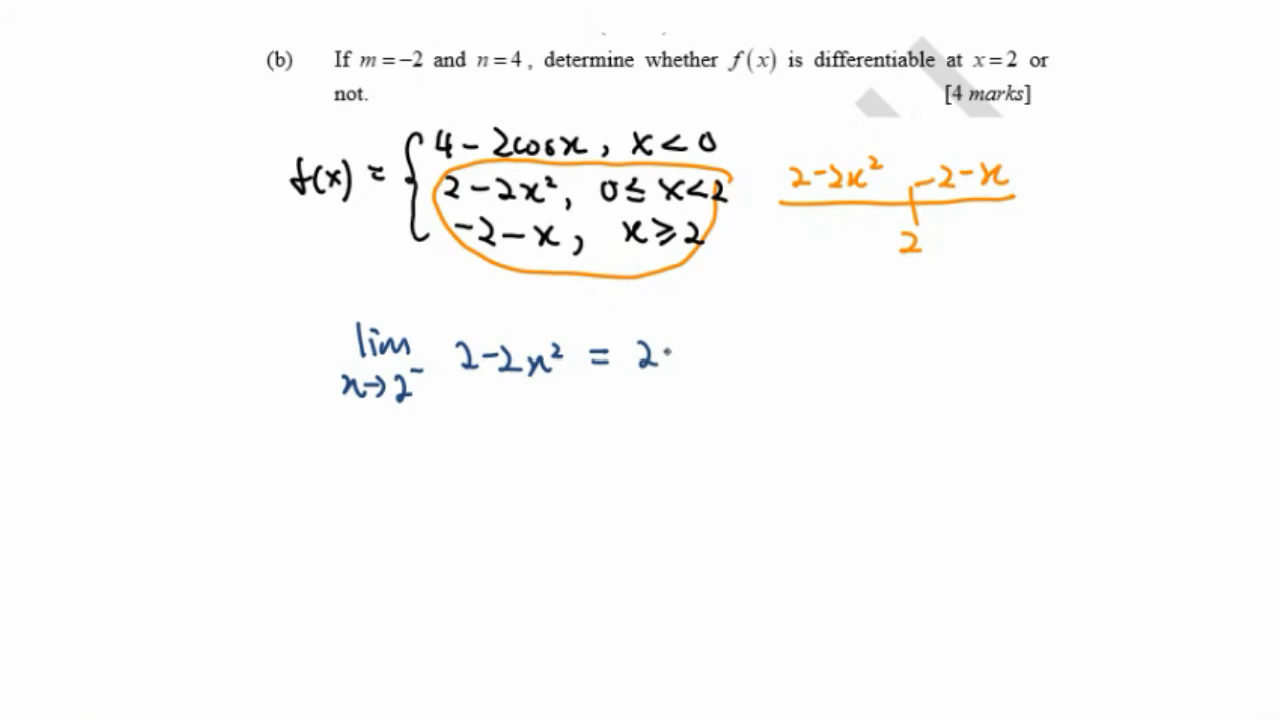 (b) If m = −2 and n = 4 , determine whether f(x) is differentiable at x = 2 or
not. [4 marks]
f(x) = { 4 - 2cosx , x < 0
2 - 2x², 0 ≤ x < 2
-2 - x , x ≥ 2
2-2x² -2-x
2
lim 2-2x² = 2
x→2⁻